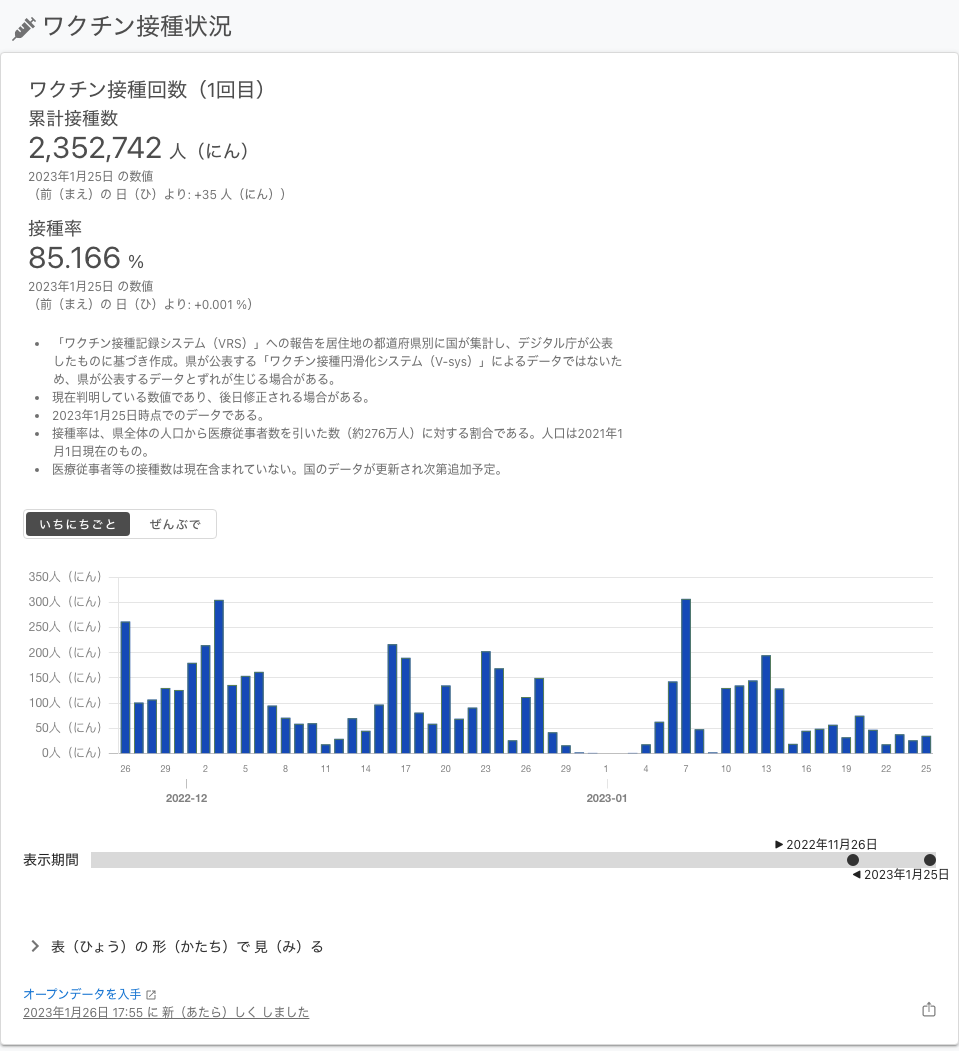 ワクチン接種状況
ワクチン接種回数（1回目）
累計接種数
2,352,742 人（にん）
2023年1月25日 の数値
（前（まえ）の 日（ひ）より: +35 人（にん））
接種率
85.166 %
2023年1月25日 の数値
（前（まえ）の 日（ひ）より: +0.001 %）
• 「ワクチン接種記録システム（VRS）」への報告を居住地の都道府県別に国が集計し、デジタル庁が公表
したものに基づき作成。県が公表する「ワクチン接種円滑化システム（V-sys）」によるデータではないた
め、県が公表するデータとずれが生じる場合がある。
• 現在判明している数値であり、後日修正される場合がある。
• 2023年1月25日時点でのデータである。
• 接種率は、県全体の人口から医療従事者数を引いた数（約276万人）に対する割合である。人口は2021年1
月1日現在のもの。
• 医療従事者等の接種数は現在含まれていない。国のデータが更新され次第追加予定。
いちにちごと ぜんぶで
350人（にん）
300人（にん）
250人（にん）
200人（にん）
150人（にん）
100人（にん）
50人（にん）
0人（にん）
26 29 2 5 8 11 14 17 20 23 26 29 1 4 7 10 13 16 19 22 25
2022-12 2023-01
▶ 2022年11月26日
表示期間
◀ 2023年1月25日
表（ひょう）の 形（かたち）で 見（み）る
オープンデータを入手
2023年1月26日 17:55 に 新（あたら）しく しました